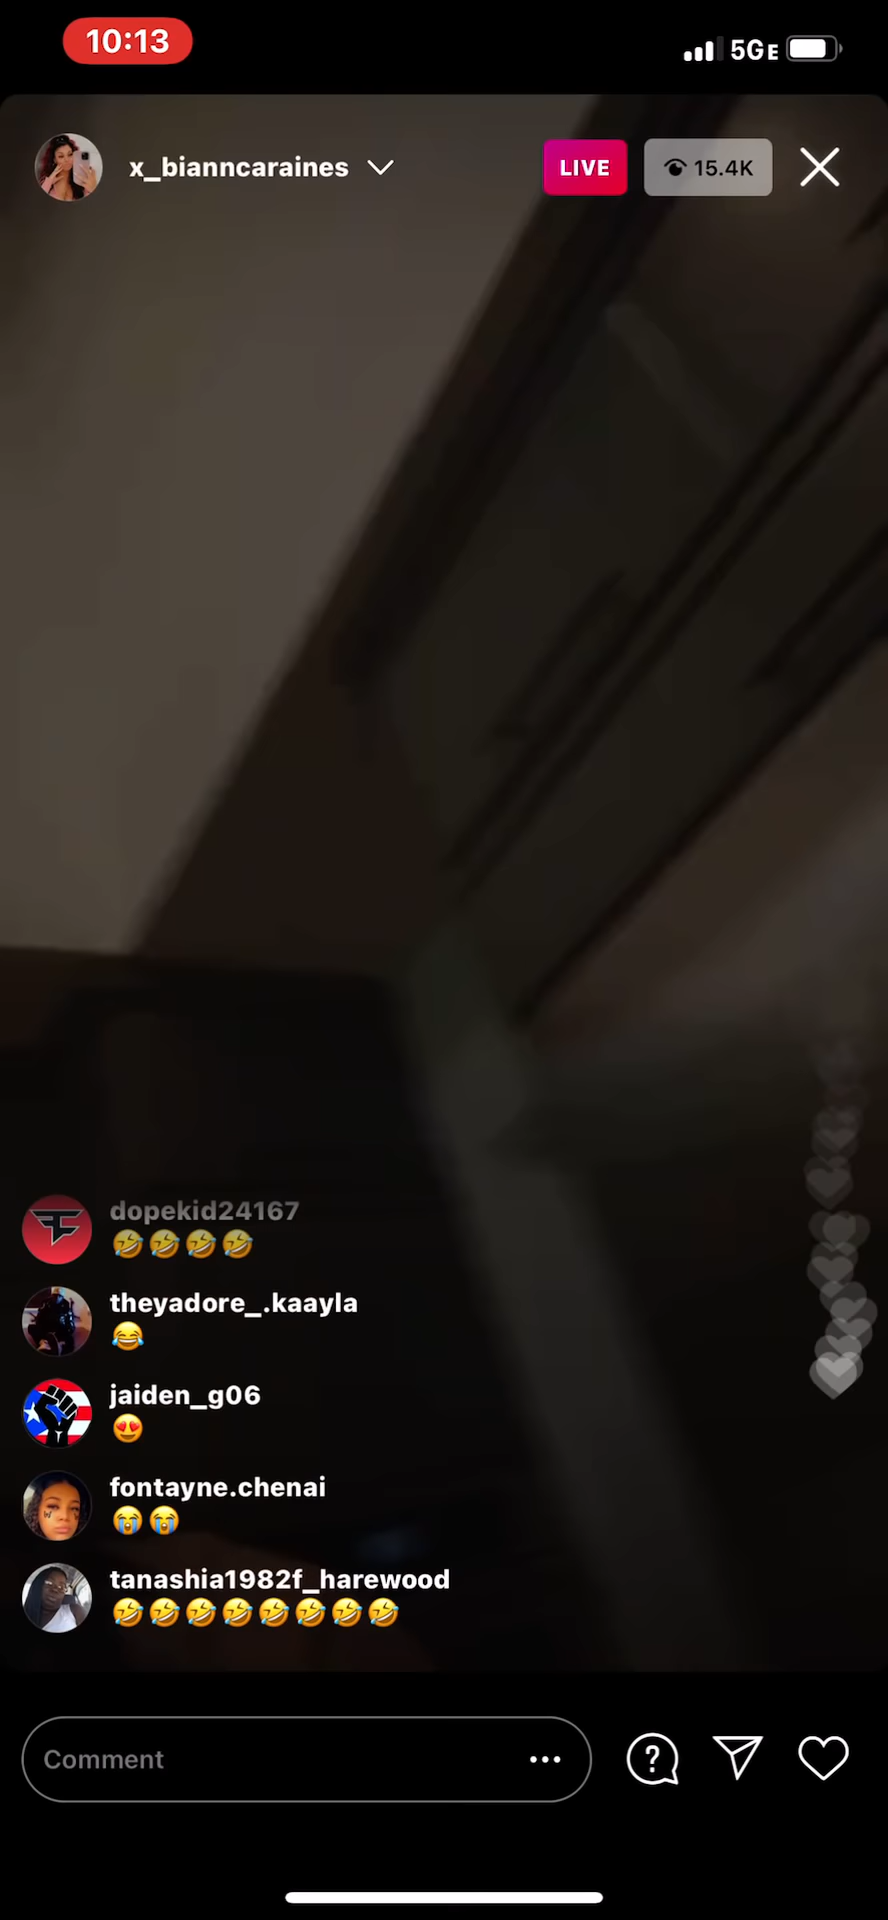 10:13
5GE
x_bianncaraines
LIVE
15.4K
dopekid24167
🤣🤣🤣🤣
theyadore_.kaayla
😂
jaiden_g06
😍
fontayne.chenai
😭😭
tanashia1982f_harewood
🤣🤣🤣🤣🤣🤣🤣🤣
Comment